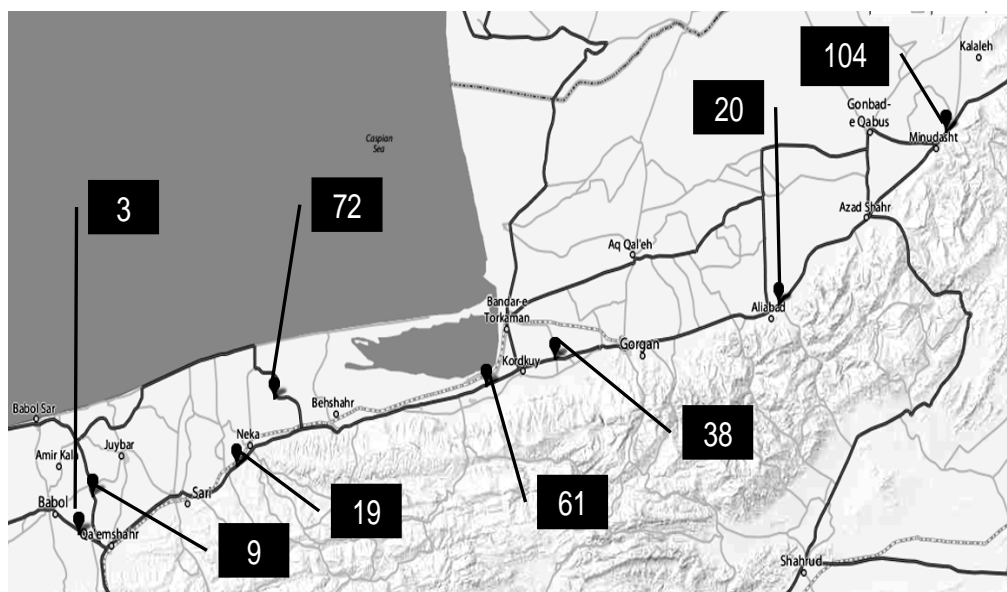 104
Kalaleh
20
Gonbad-
e Qabus
Minudasht
Caspian
Sea
3
72
Azad Shahr
Aq Qal'eh
Bandar-e
Torkaman
Aliabad
Gorgan
Kordkuy
Babol Sar
Behshahr
38
Neka
Juybar
Amir Kala
61
Sari
19
Babol
9
Qa'emshahr
Shahrud